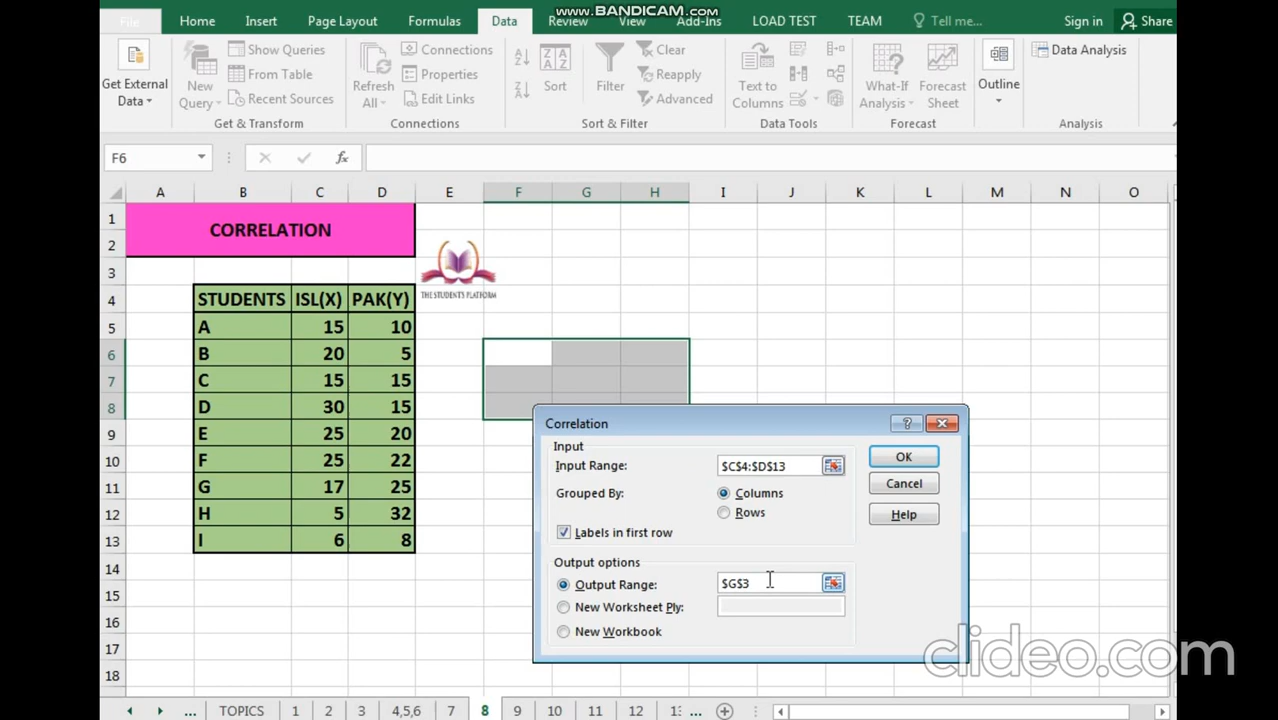 www.BANDICAM.com
File Home Insert Page Layout Formulas Data Review View Add-Ins LOAD TEST TEAM Tell me... Sign in Share
Get External Data
New Query
Show Queries
From Table
Recent Sources
Get & Transform
Refresh All
Connections
Properties
Edit Links
Connections
Sort
Filter
Clear
Reapply
Advanced
Sort & Filter
Text to Columns
Data Tools
What-If Analysis
Forecast Sheet
Forecast
Outline
Data Analysis
Analysis
F6 fx
A B C D E F G H I J K L M N O
1
2
3
4
5
6
7
8
9
10
11
12
13
14
15
16
17
18
CORRELATION
THE STUDENTS PLATFORM
STUDENTS ISL(X) PAK(Y)
A 15 10
B 20 5
C 15 15
D 30 15
E 25 20
F 25 22
G 17 25
H 5 32
I 6 8
Correlation
Input
Input Range: $C$4:$D$13
Grouped By: Columns
Rows
Labels in first row
Output options
Output Range: $G$3
New Worksheet Ply:
New Workbook
OK
Cancel
Help
clideo.com
... TOPICS 1 2 3 4,5,6 7 8 9 10 11 12 ...